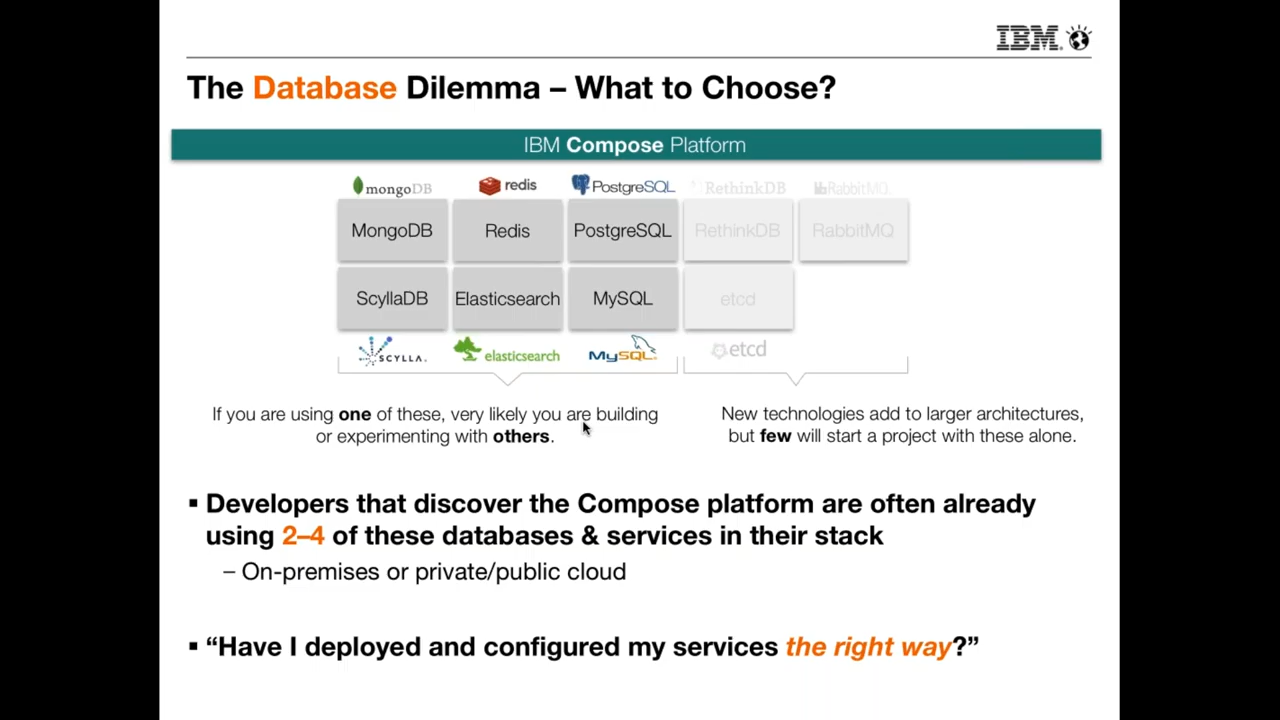 IBM
The Database Dilemma – What to Choose?
IBM Compose Platform
mongoDB redis PostgreSQL RethinkDB RabbitMQ
MongoDB Redis PostgreSQL RethinkDB RabbitMQ
ScyllaDB Elasticsearch MySQL etcd
SCYLLA. elasticsearch MySQL etcd
If you are using one of these, very likely you are building
or experimenting with others.
New technologies add to larger architectures,
but few will start a project with these alone.
▪ Developers that discover the Compose platform are often already
using 2–4 of these databases & services in their stack
– On-premises or private/public cloud
▪ “Have I deployed and configured my services the right way?”